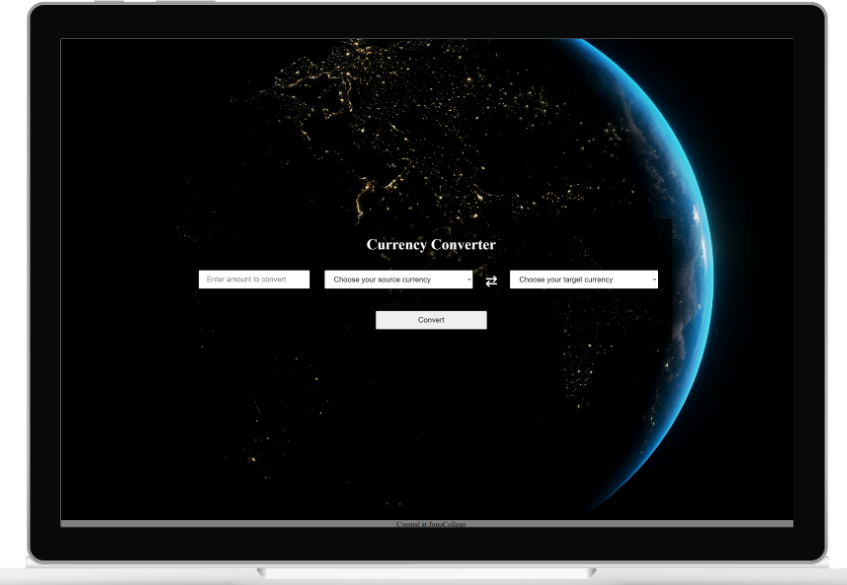 Currency Converter
Enter amount to convert
Choose your source currency
Choose your target currency
Convert
Created at JunoCollege